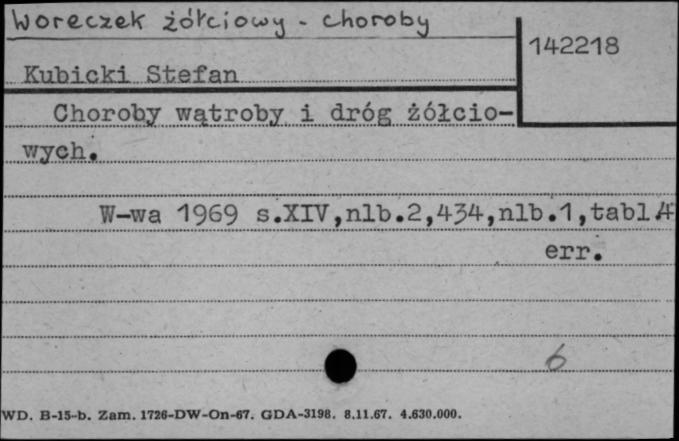 Woreczek żółciowy - choroby
142218
Kubicki Stefan
Choroby wątroby i dróg żółcio-
wych.
W-wa 1969 s.XIV,nlb.2,434,nlb.1,tabl.4
err.
6
WD. B-15-b. Zam. 1726-DW-On-67. GDA-3198. 8.11.67. 4.630.000.